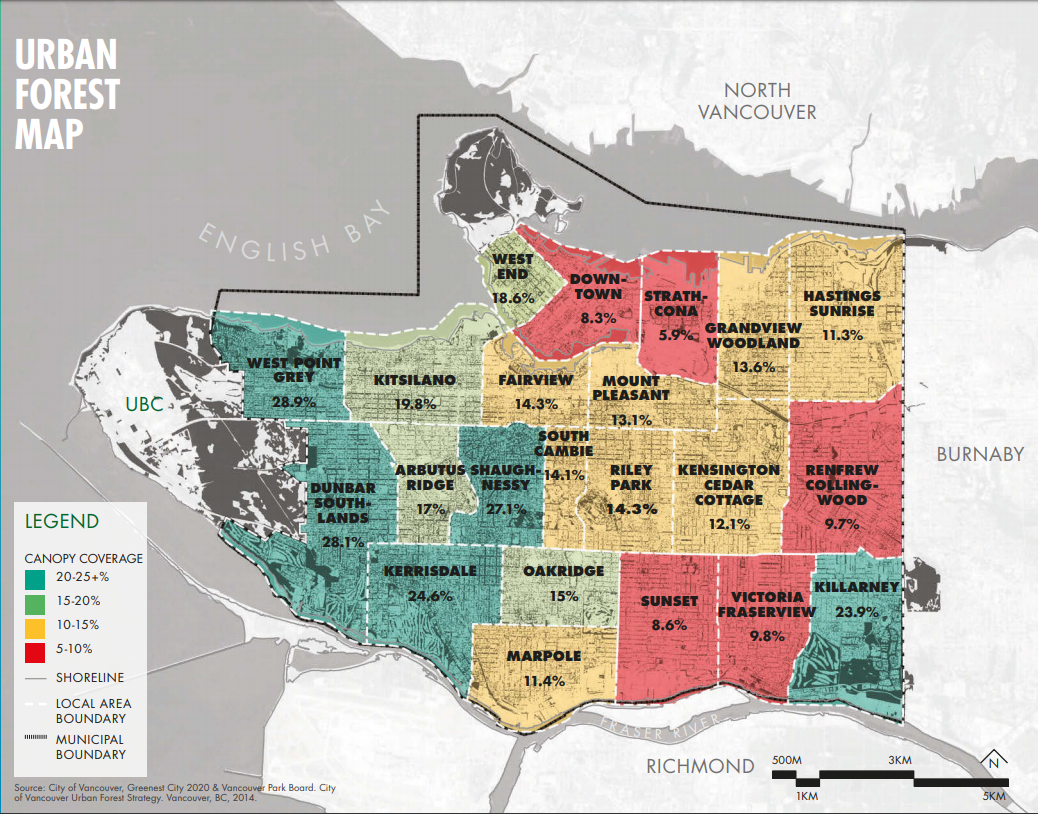 URBAN
FOREST
MAP
NORTH
VANCOUVER
ENGLISH BAY
WEST
END
18.6%
DOWN-
TOWN
8.3%
STRATH-
CONA
5.9%
GRANDVIEW
WOODLAND
13.6%
HASTINGS
SUNRISE
11.3%
WEST POINT
GREY
28.9%
KITSILANO
19.8%
FAIRVIEW
14.3%
MOUNT
PLEASANT
13.1%
UBC
BURNABY
DUNBAR
SOUTH-
LANDS
28.1%
ARBUTUS
RIDGE
17%
SHAUGH-
NESSY
27.1%
SOUTH
CAMBIE
14.1%
RILEY
PARK
14.3%
KENSINGTON
CEDAR
COTTAGE
12.1%
RENFREW
COLLING-
WOOD
9.7%
KERRISDALE
24.6%
OAKRIDGE
15%
SUNSET
8.6%
VICTORIA
FRASERVIEW
9.8%
KILLARNEY
23.9%
MARPOLE
11.4%
FRASER RIVER
RICHMOND
LEGEND
CANOPY COVERAGE
20-25+%
15-20%
10-15%
5-10%
SHORELINE
LOCAL AREA
BOUNDARY
MUNICIPAL
BOUNDARY
500M
3KM
N
1KM
5KM
Source: City of Vancouver, Greenest City 2020 & Vancouver Park Board. City
of Vancouver Urban Forest Strategy. Vancouver, BC, 2014.